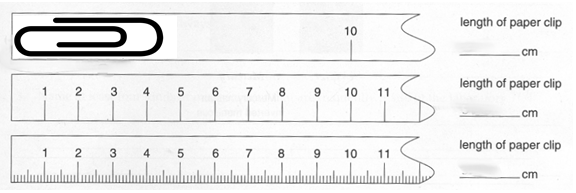 length of paper clip
10
cm
length of paper clip
1 2 3 4 5 6 7 8 9 10 11
cm
length of paper clip
1 2 3 4 5 6 7 8 9 10 11
cm